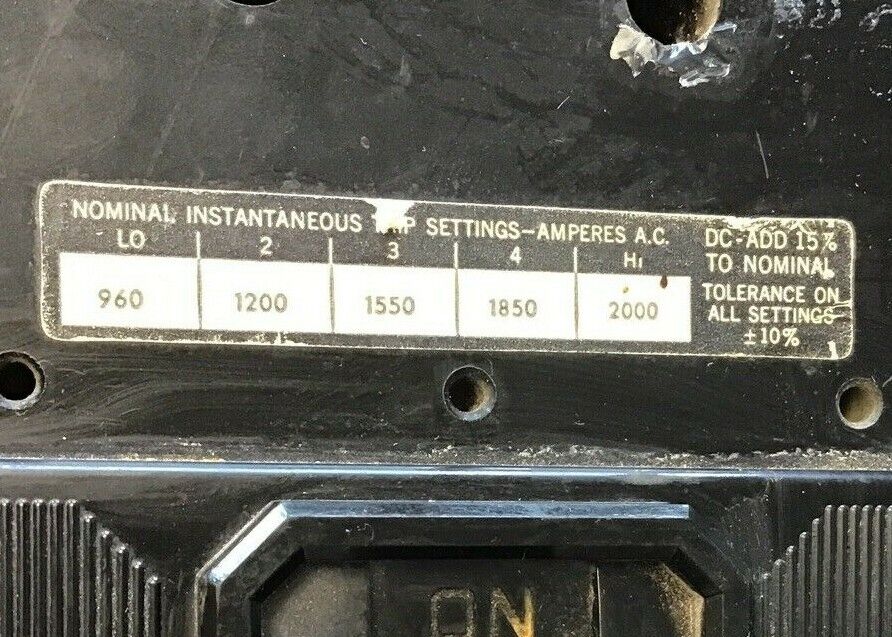 NOMINAL INSTANTANEOUS SETTINGS-AMPERES A.C.
LO 2 3 4 HI
960 1200 1550 1850 2000
DC-ADD 15%
TO NOMINAL
TOLERANCE ON
ALL SETTINGS
±10%
ON